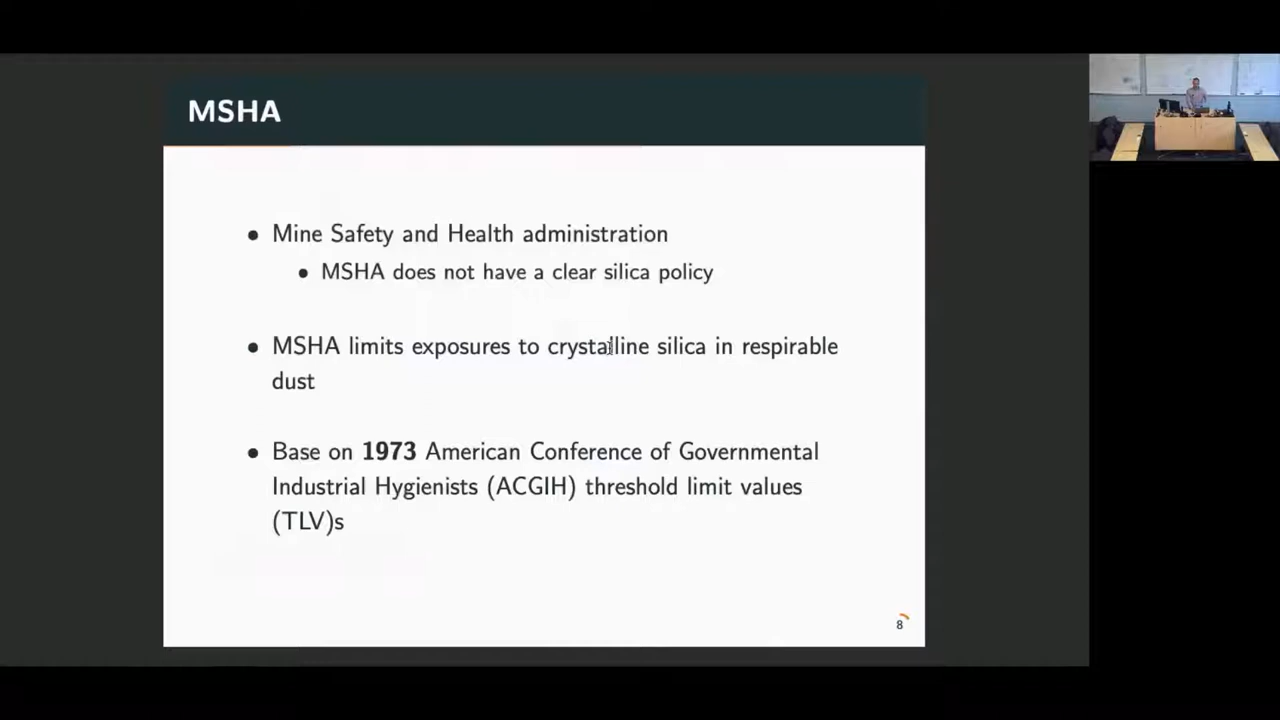 MSHA
• Mine Safety and Health administration
• MSHA does not have a clear silica policy
• MSHA limits exposures to crystalline silica in respirable
dust
• Base on 1973 American Conference of Governmental
Industrial Hygienists (ACGIH) threshold limit values
(TLV)s
8